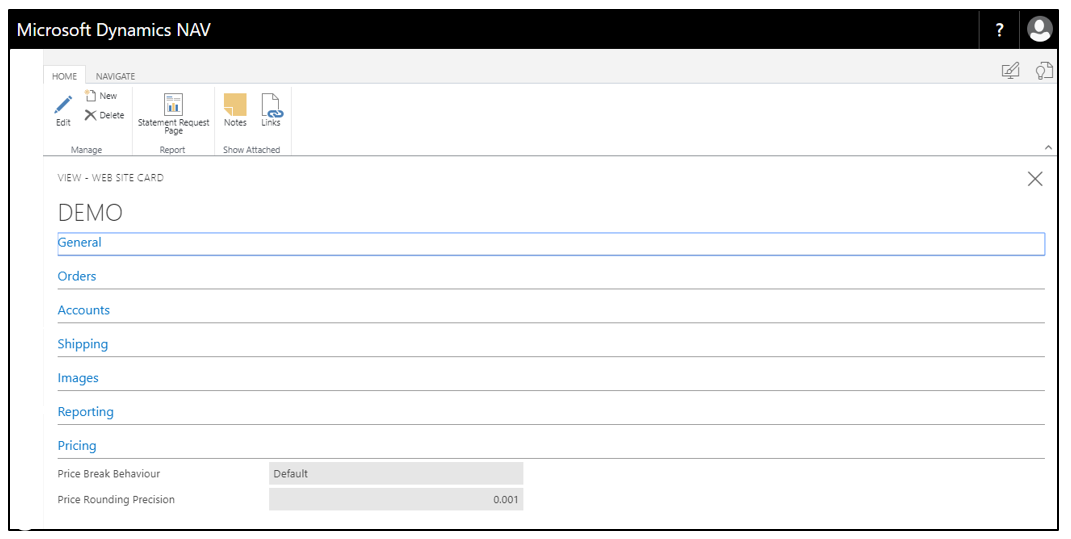 Microsoft Dynamics NAV ?
HOME NAVIGATE
Edit New
Delete
Statement Request
Page
Notes Links
Manage Report Show Attached
VIEW - WEB SITE CARD
DEMO
General
Orders
Accounts
Shipping
Images
Reporting
Pricing
Price Break Behaviour Default
Price Rounding Precision 0.001